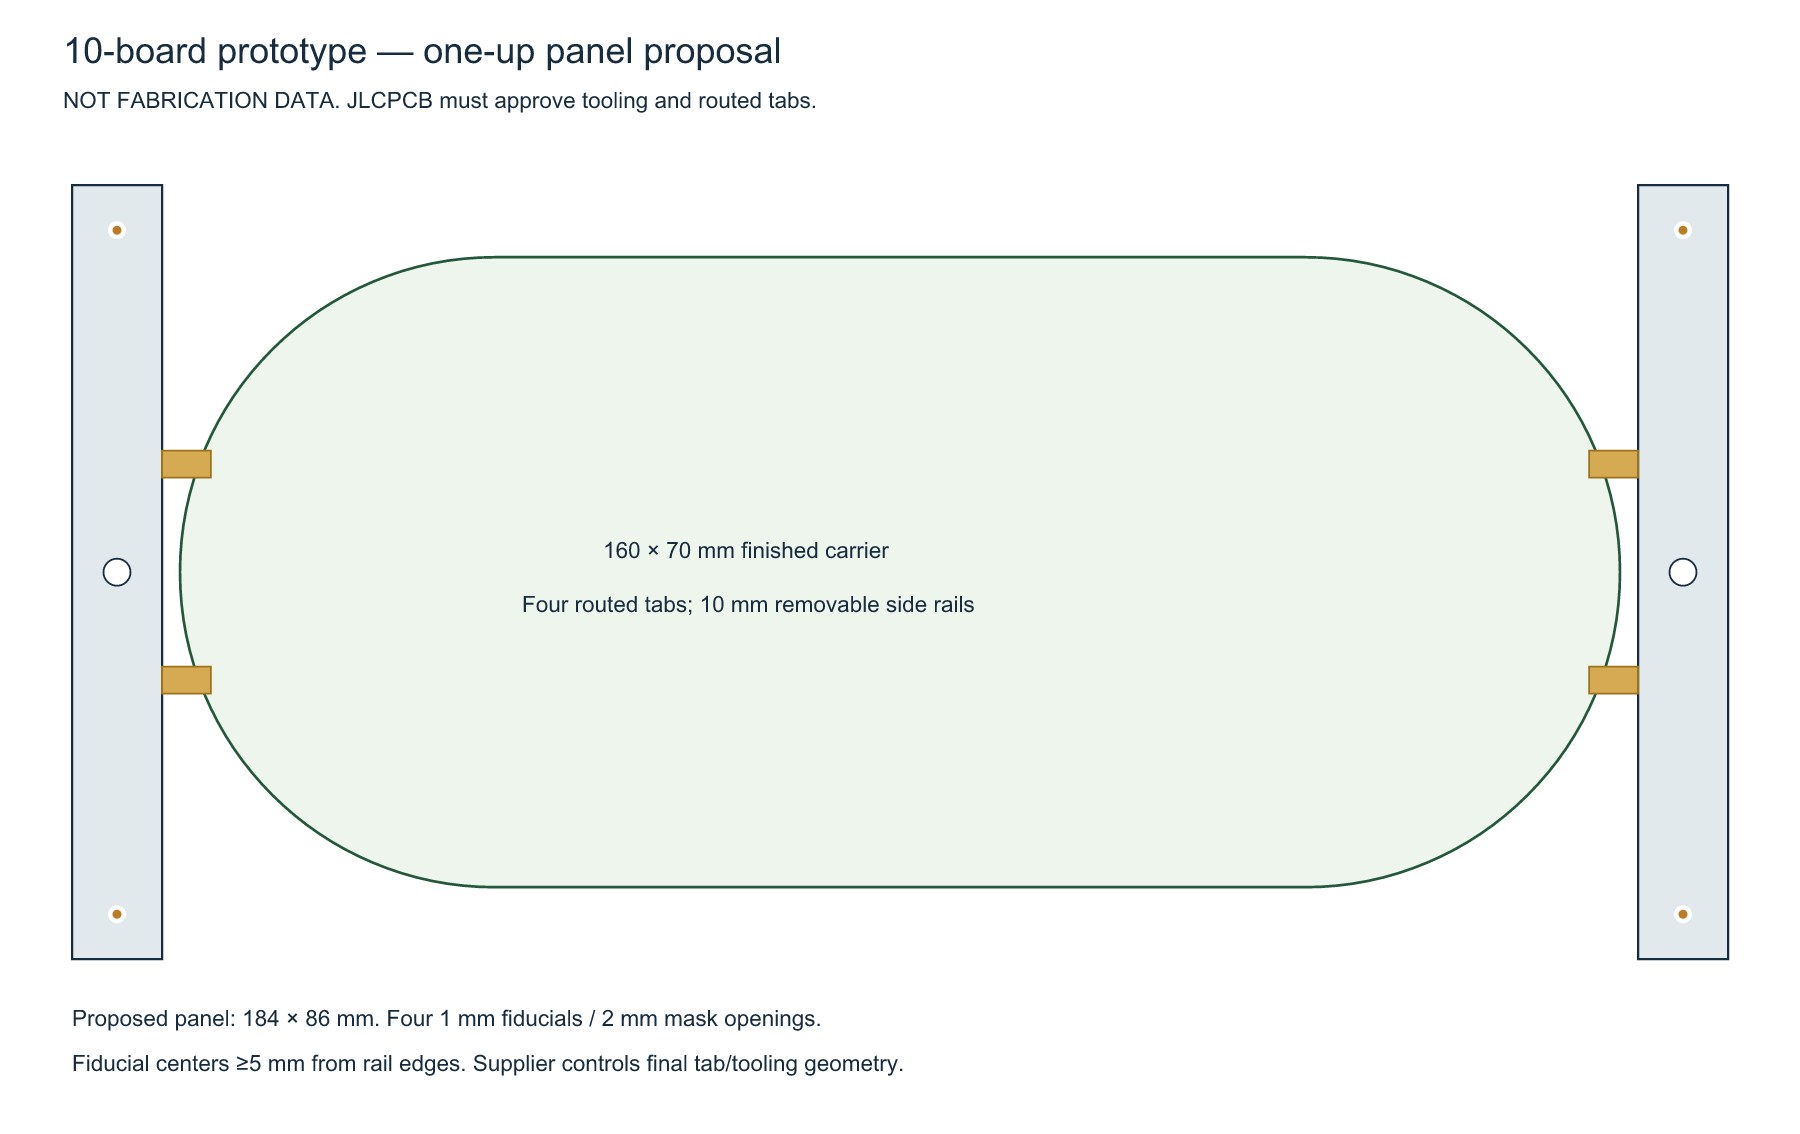 10-board prototype — one-up panel proposal
NOT FABRICATION DATA. JLCPCB must approve tooling and routed tabs.
160 × 70 mm finished carrier
Four routed tabs; 10 mm removable side rails
Proposed panel: 184 × 86 mm. Four 1 mm fiducials / 2 mm mask openings.
Fiducial centers ≥5 mm from rail edges. Supplier controls final tab/tooling geometry.